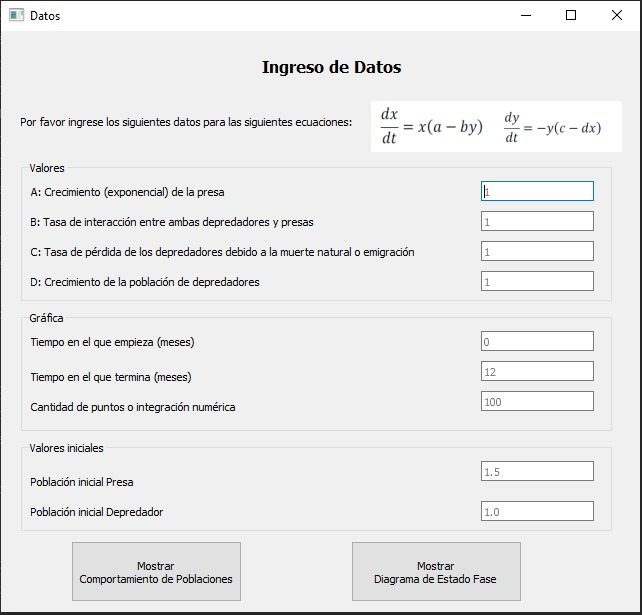 Datos
Ingreso de Datos
Por favor ingrese los siguientes datos para las siguientes ecuaciones:
dx/dt = x(a − by)
dy/dt = −y(c − dx)
Valores
A: Crecimiento (exponencial) de la presa
1
B: Tasa de interacción entre ambas depredadores y presas
1
C: Tasa de pérdida de los depredadores debido a la muerte natural o emigración
1
D: Crecimiento de la población de depredadores
1
Gráfica
Tiempo en el que empieza (meses)
0
Tiempo en el que termina (meses)
12
Cantidad de puntos o integración numérica
100
Valores iniciales
Población inicial Presa
1.5
Población inicial Depredador
1.0
Mostrar
Comportamiento de Poblaciones
Mostrar
Diagrama de Estado Fase